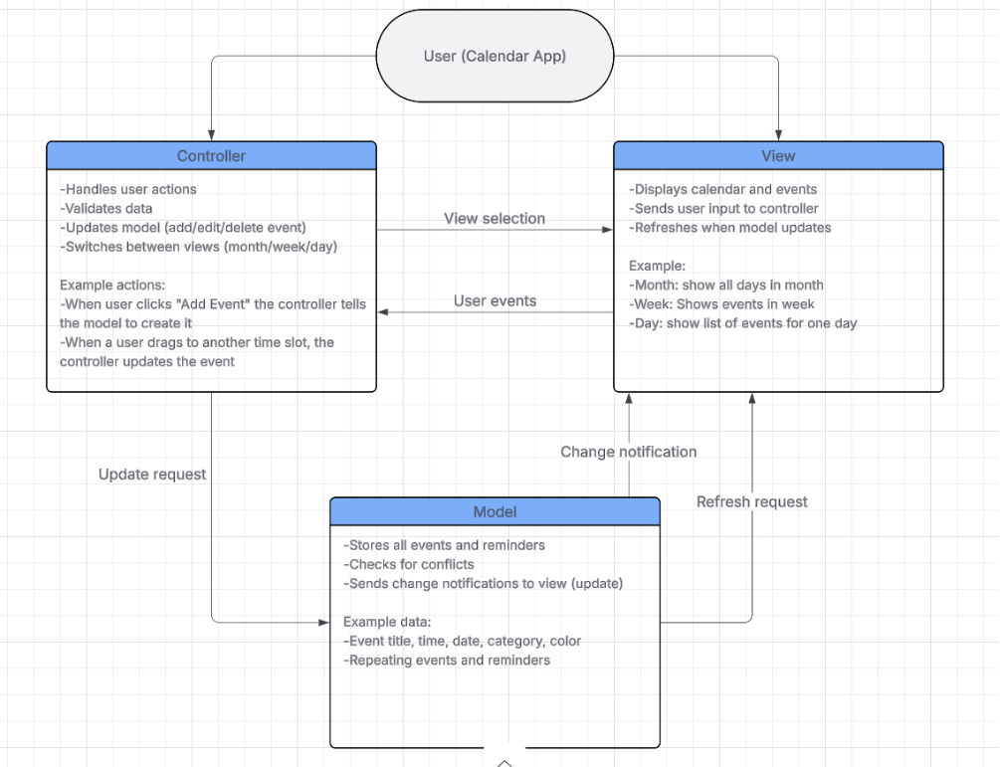 User (Calendar App)
Controller
-Handles user actions
-Validates data
-Updates model (add/edit/delete event)
-Switches between views (month/week/day)
Example actions:
-When user clicks "Add Event" the controller tells
the model to create it
-When a user drags to another time slot, the
controller updates the event
View selection
User events
View
-Displays calendar and events
-Sends user input to controller
-Refreshes when model updates
Example:
-Month: show all days in month
-Week: Shows events in week
-Day: show list of events for one day
Update request
Change notification
Refresh request
Model
-Stores all events and reminders
-Checks for conflicts
-Sends change notifications to view (update)
Example data:
-Event title, time, date, category, color
-Repeating events and reminders